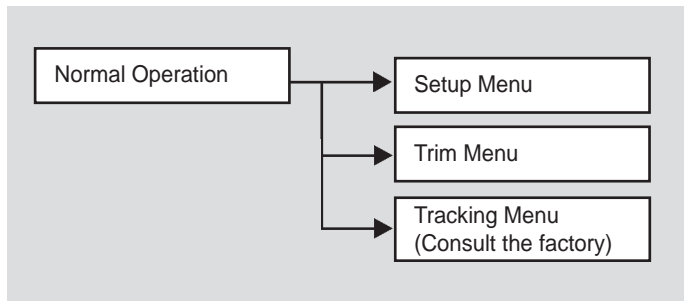 Normal Operation
Setup Menu
Trim Menu
Tracking Menu
(Consult the factory)